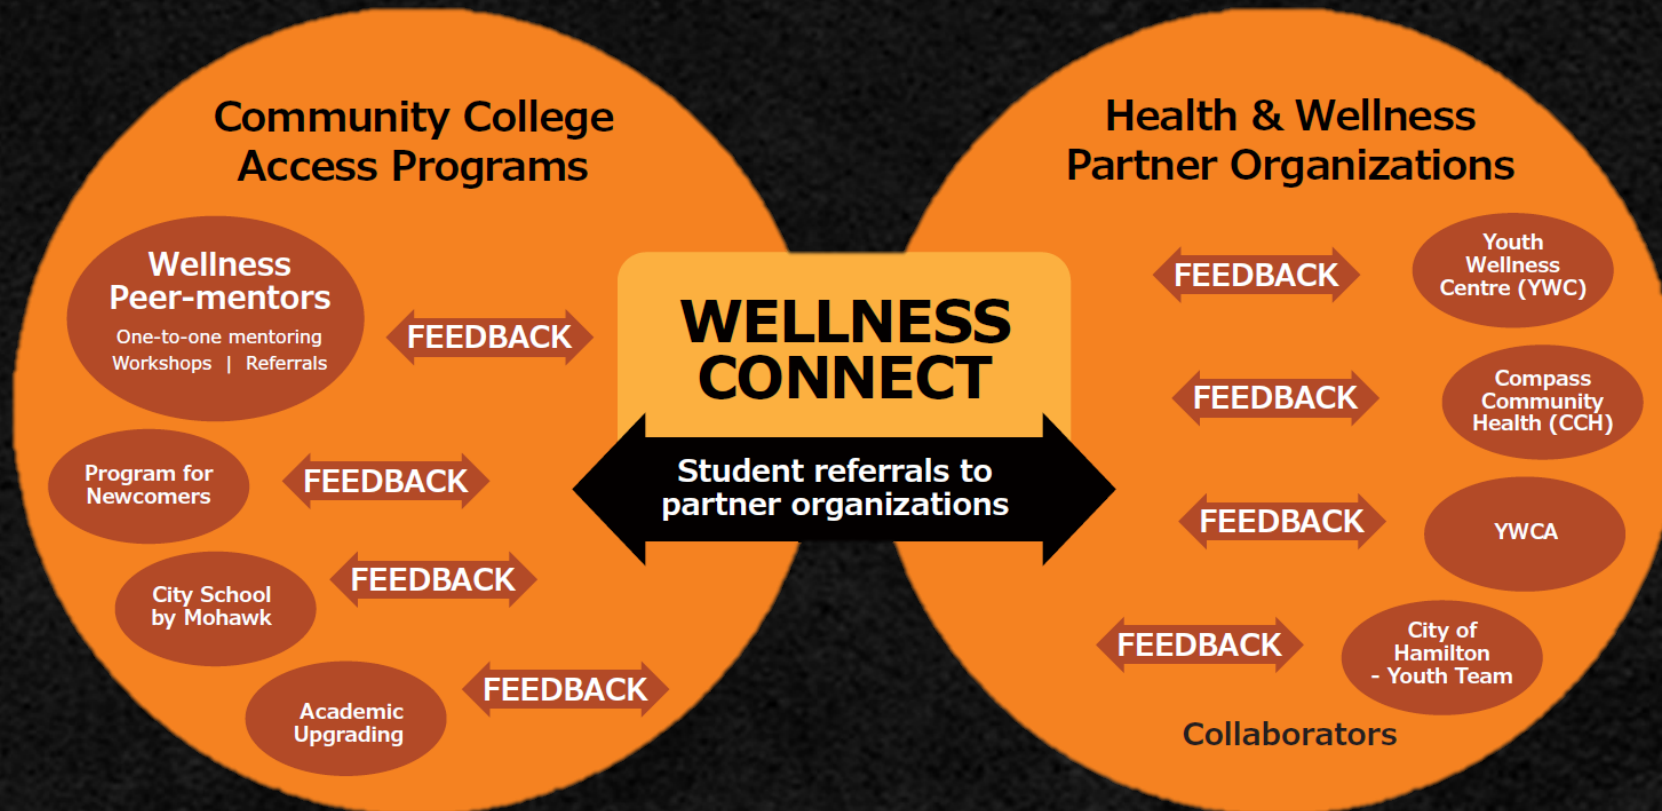 Community College
Access Programs
Wellness
Peer-mentors
One-to-one mentoring
Workshops | Referrals
FEEDBACK
Program for
Newcomers
FEEDBACK
City School
by Mohawk
FEEDBACK
Academic
Upgrading
FEEDBACK
WELLNESS
CONNECT
Student referrals to
partner organizations
Health & Wellness
Partner Organizations
FEEDBACK
Youth
Wellness
Centre (YWC)
FEEDBACK
Compass
Community
Health (CCH)
FEEDBACK
YWCA
FEEDBACK
City of
Hamilton
- Youth Team
Collaborators